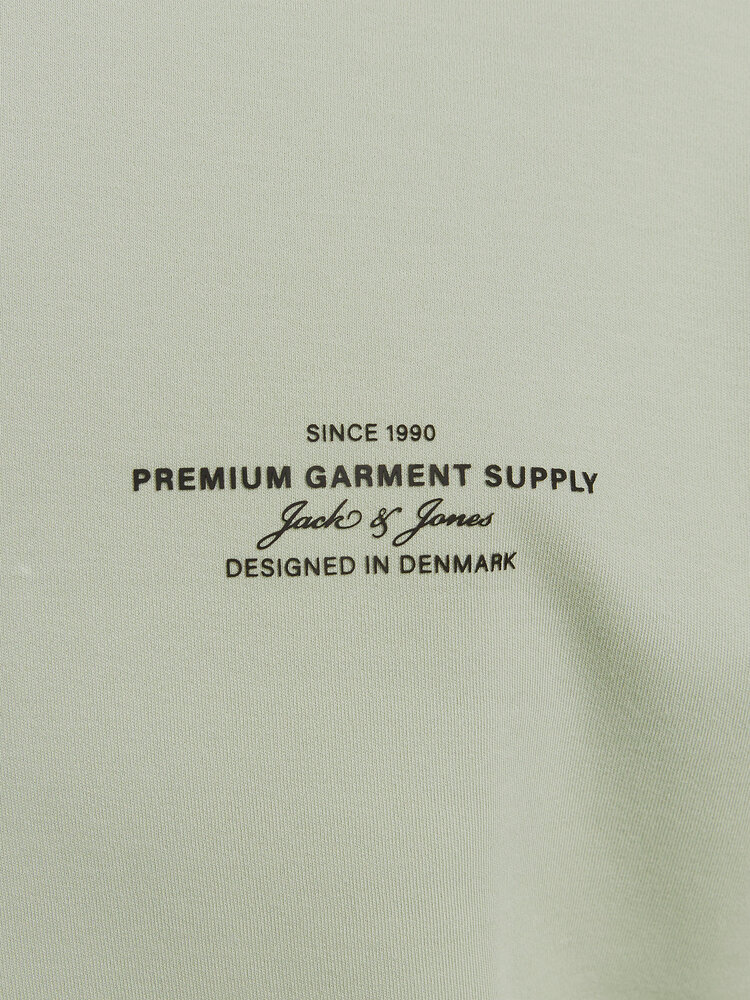 SINCE 1990
PREMIUM GARMENT SUPPLY
Jack & Jones
DESIGNED IN DENMARK